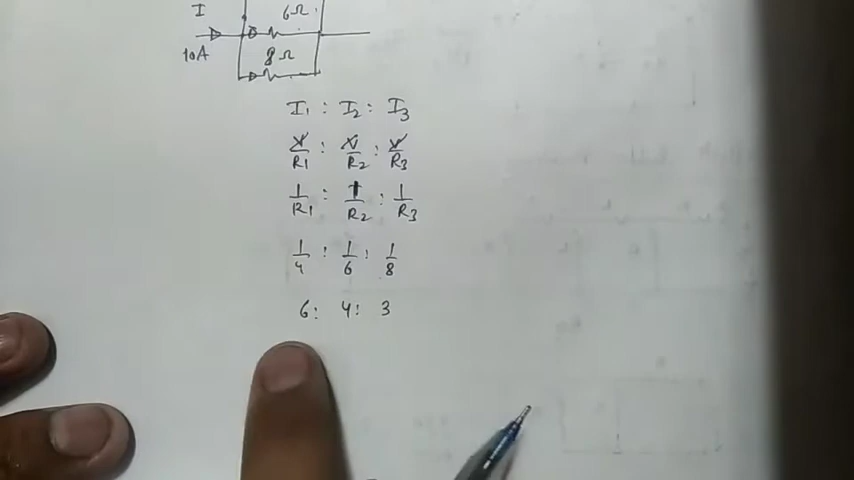 I
6Ω
10A
8Ω
I₁ : I₂ : I₃
V/R₁ : V/R₂ : V/R₃
1/R₁ : 1/R₂ : 1/R₃
1/4 : 1/6 : 1/8
6 : 4 : 3